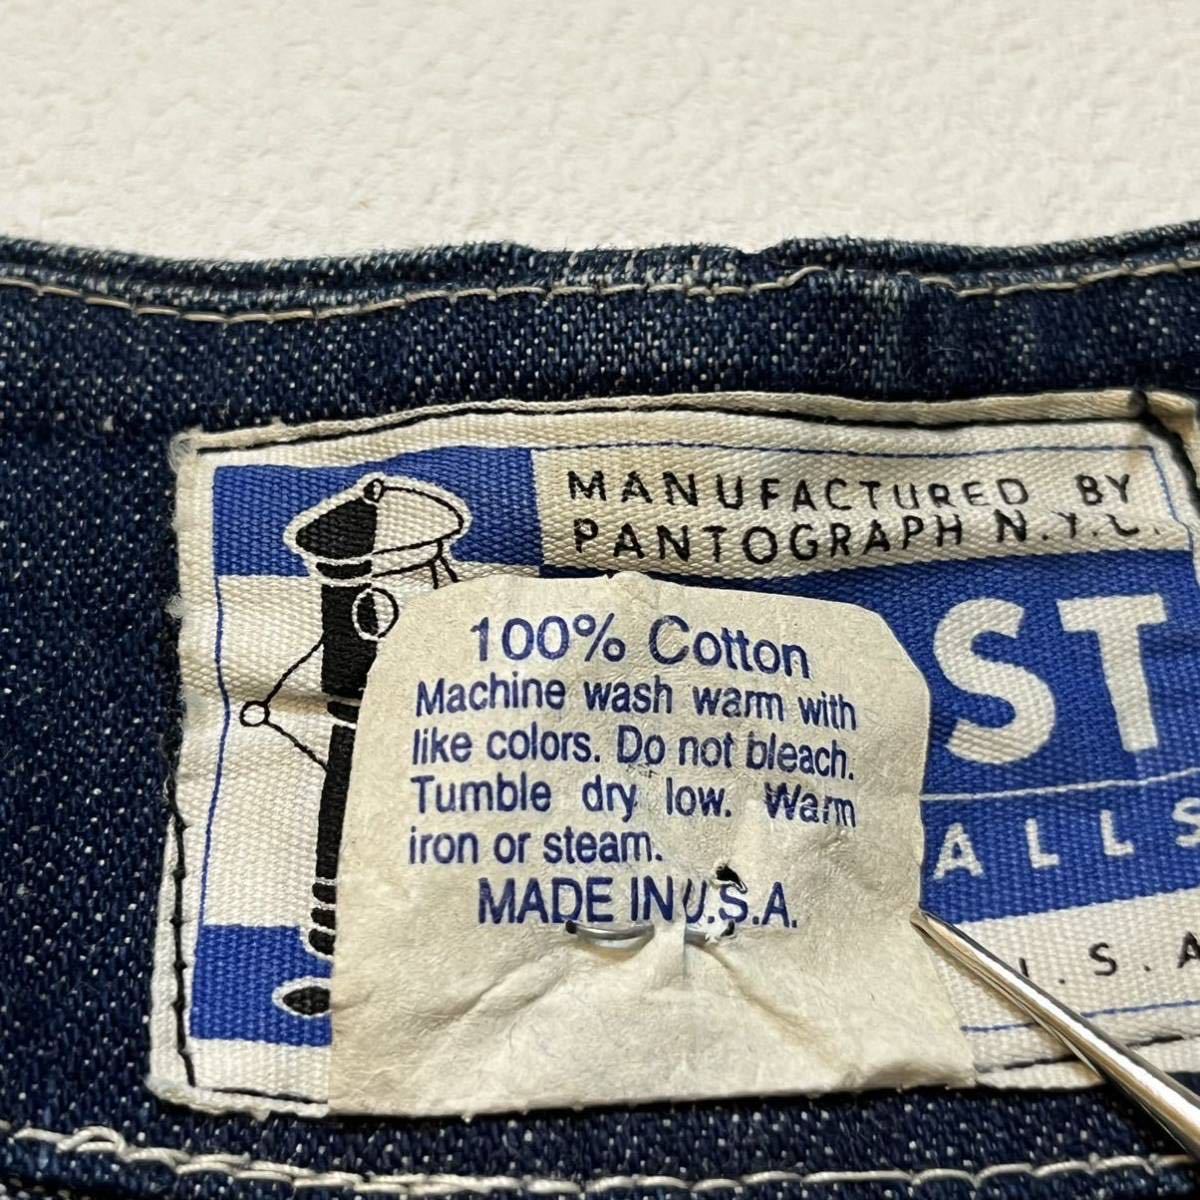 MANUFACTURED BY
PANTOGRAPH N.Y.C.
ST
ALLS
.S.A
100% Cotton
Machine wash warm with
like colors. Do not bleach.
Tumble dry low. Warm
iron or steam.
MADE IN U.S.A.